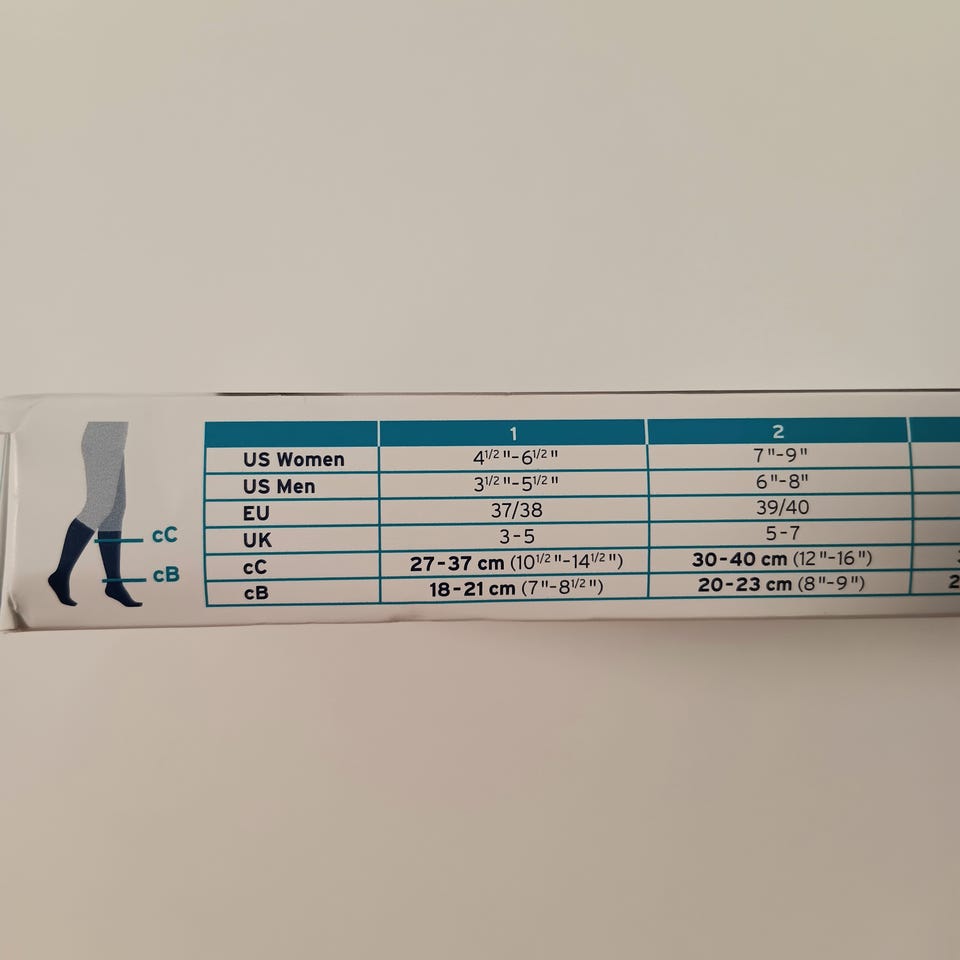 1 2
US Women 4 1/2 "-6 1/2 " 7"-9"
US Men 3 1/2 "-5 1/2 " 6"-8"
EU 37/38 39/40
UK 3-5 5-7
cC 27-37 cm (10 1/2 "-14 1/2 ") 30-40 cm (12"-16")
cB 18-21 cm (7"-8 1/2 ") 20-23 cm (8"-9") 2
cC
cB